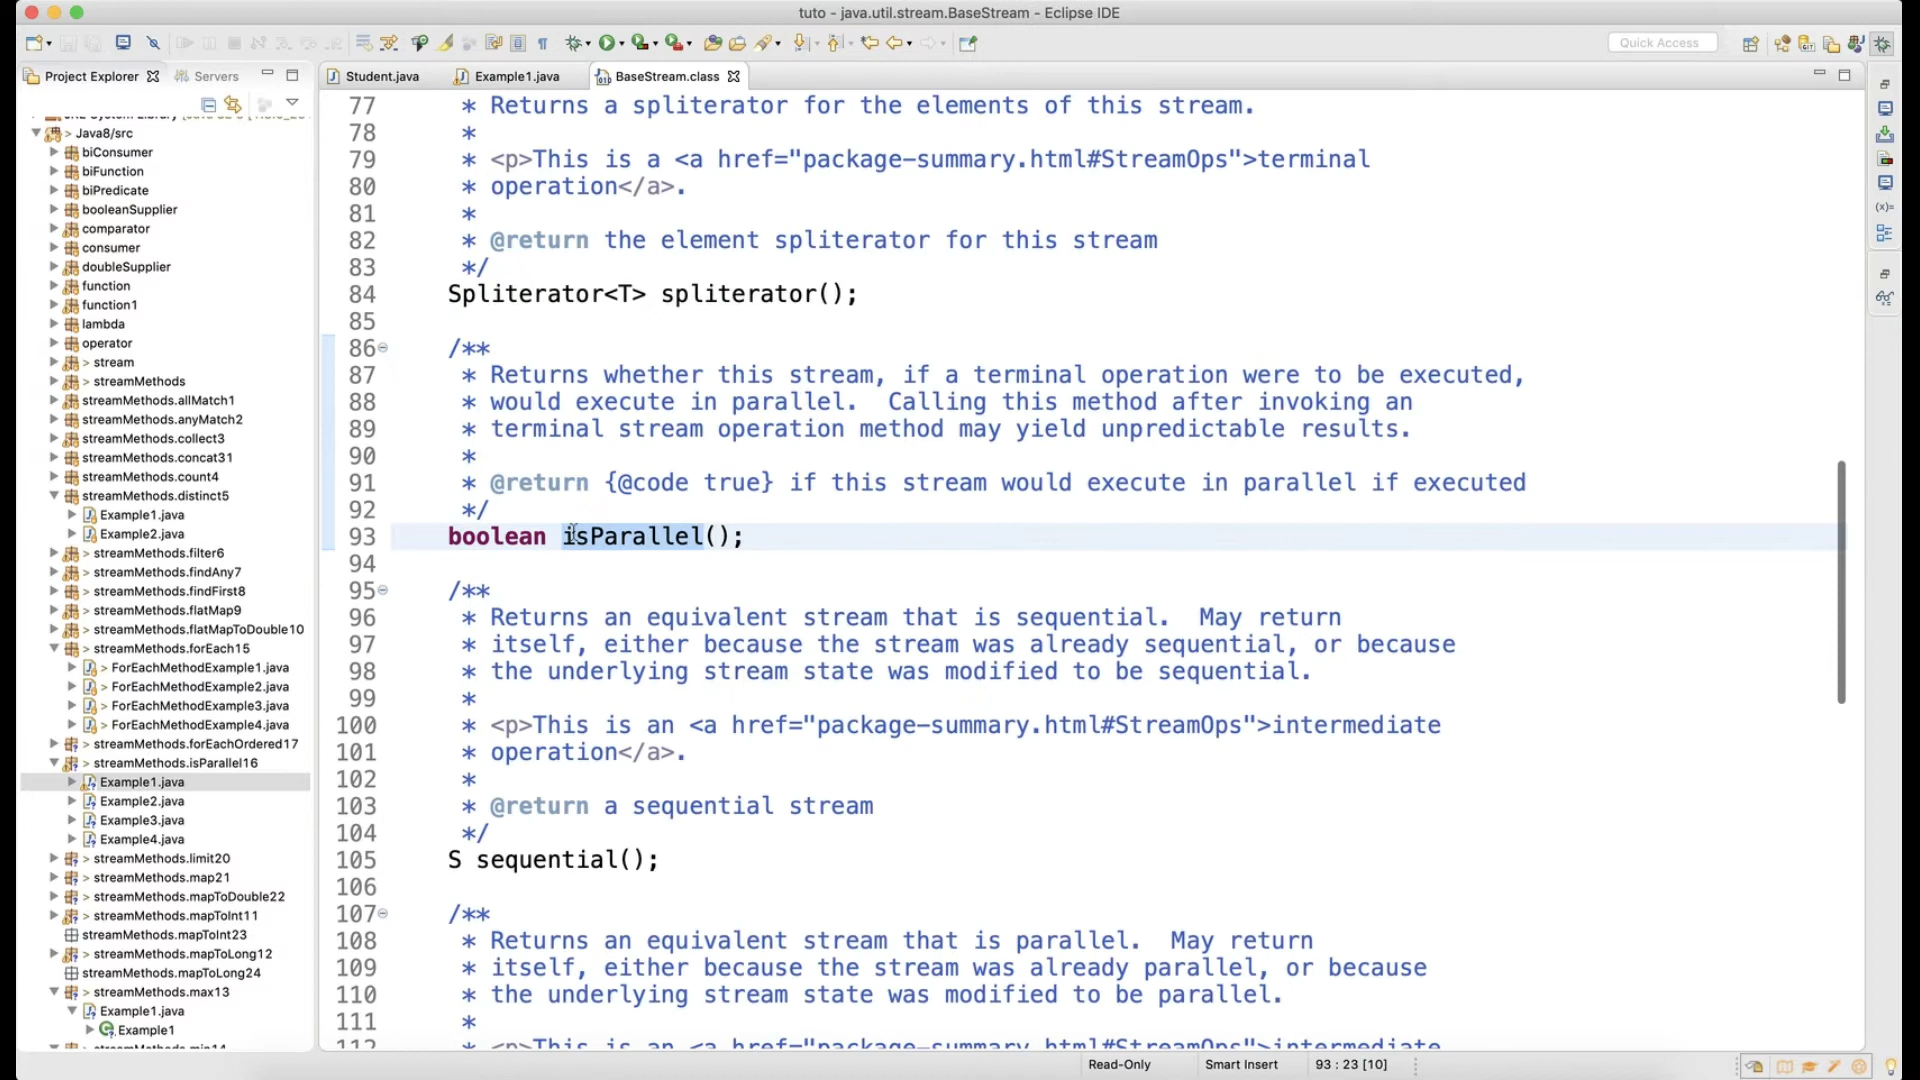 tuto - java.util.stream.BaseStream - Eclipse IDE
Quick Access
Project Explorer
Servers
Student.java
Example1.java
BaseStream.class
> Java8/src
biConsumer
biFunction
biPredicate
booleanSupplier
comparator
consumer
doubleSupplier
function
function1
lambda
operator
> stream
> streamMethods
streamMethods.allMatch1
streamMethods.anyMatch2
streamMethods.collect3
streamMethods.concat31
streamMethods.count4
streamMethods.distinct5
Example1.java
Example2.java
> streamMethods.filter6
> streamMethods.findAny7
> streamMethods.findFirst8
> streamMethods.flatMap9
> streamMethods.flatMapToDouble10
> streamMethods.forEach15
> ForEachMethodExample1.java
> ForEachMethodExample2.java
> ForEachMethodExample3.java
> ForEachMethodExample4.java
> streamMethods.forEachOrdered17
> streamMethods.isParallel16
Example1.java
Example2.java
Example3.java
Example4.java
> streamMethods.limit20
> streamMethods.map21
> streamMethods.mapToDouble22
> streamMethods.mapToInt11
streamMethods.mapToInt23
> streamMethods.mapToLong12
streamMethods.mapToLong24
> streamMethods.max13
Example1.java
Example1
77 * Returns a spliterator for the elements of this stream.
78 *
79 * <p>This is a <a href="package-summary.html#StreamOps">terminal
80 * operation</a>.
81 *
82 * @return the element spliterator for this stream
83 */
84 Spliterator<T> spliterator();
85
86 /**
87 * Returns whether this stream, if a terminal operation were to be executed,
88 * would execute in parallel.  Calling this method after invoking an
89 * terminal stream operation method may yield unpredictable results.
90 *
91 * @return {@code true} if this stream would execute in parallel if executed
92 */
93 boolean isParallel();
94
95 /**
96 * Returns an equivalent stream that is sequential.  May return
97 * itself, either because the stream was already sequential, or because
98 * the underlying stream state was modified to be sequential.
99 *
100 * <p>This is an <a href="package-summary.html#StreamOps">intermediate
101 * operation</a>.
102 *
103 * @return a sequential stream
104 */
105 S sequential();
106
107 /**
108 * Returns an equivalent stream that is parallel.  May return
109 * itself, either because the stream was already parallel, or because
110 * the underlying stream state was modified to be parallel.
111 *
112 * <p>This is an <a href="package-summary.html#StreamOps">intermediate
Read-Only
Smart Insert
93 : 23 [10]